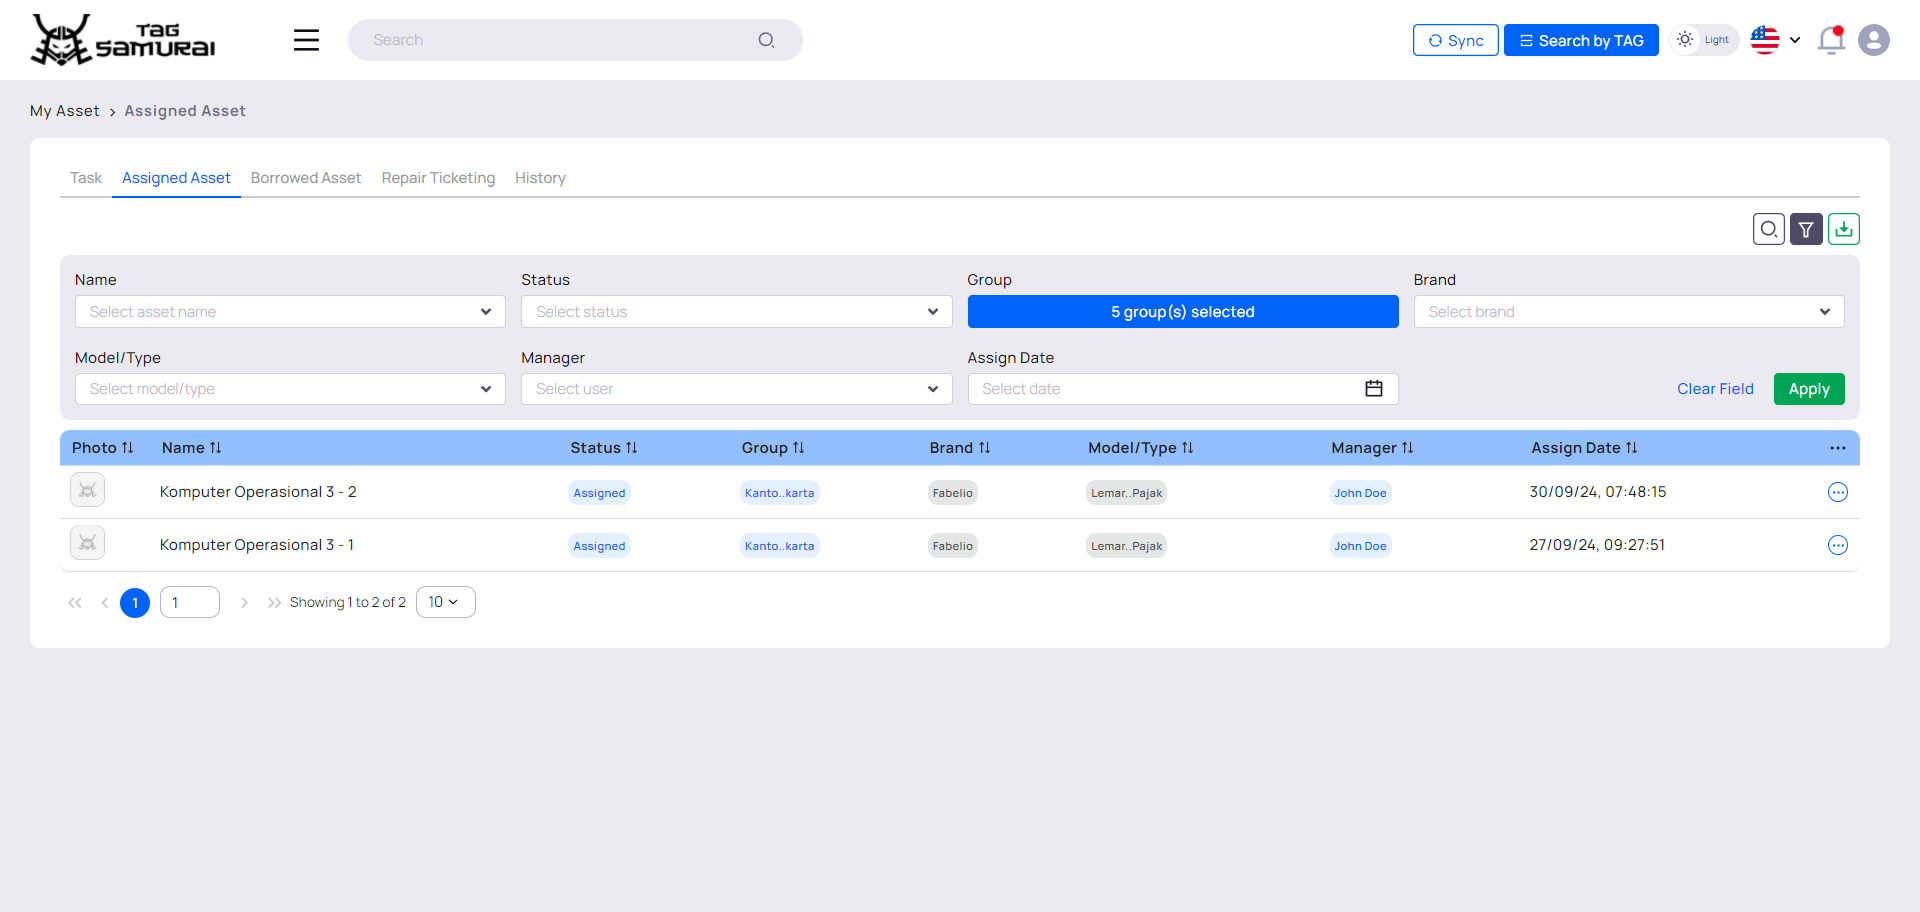 TAG SAMURAI
Search
Sync
Search by TAG
Light
My Asset > Assigned Asset
Task Assigned Asset Borrowed Asset Repair Ticketing History
Name Status Group Brand
Select asset name Select status 5 group(s) selected Select brand
Model/Type Manager Assign Date
Select model/type Select user Select date Clear Field Apply
Photo Name Status Group Brand Model/Type Manager Assign Date
Komputer Operasional 3 - 2 Assigned Kanto..karta Fabelio Lemar..Pajak John Doe 30/09/24, 07:48:15
Komputer Operasional 3 - 1 Assigned Kanto..karta Fabelio Lemar..Pajak John Doe 27/09/24, 09:27:51
1 1 Showing 1 to 2 of 2 10